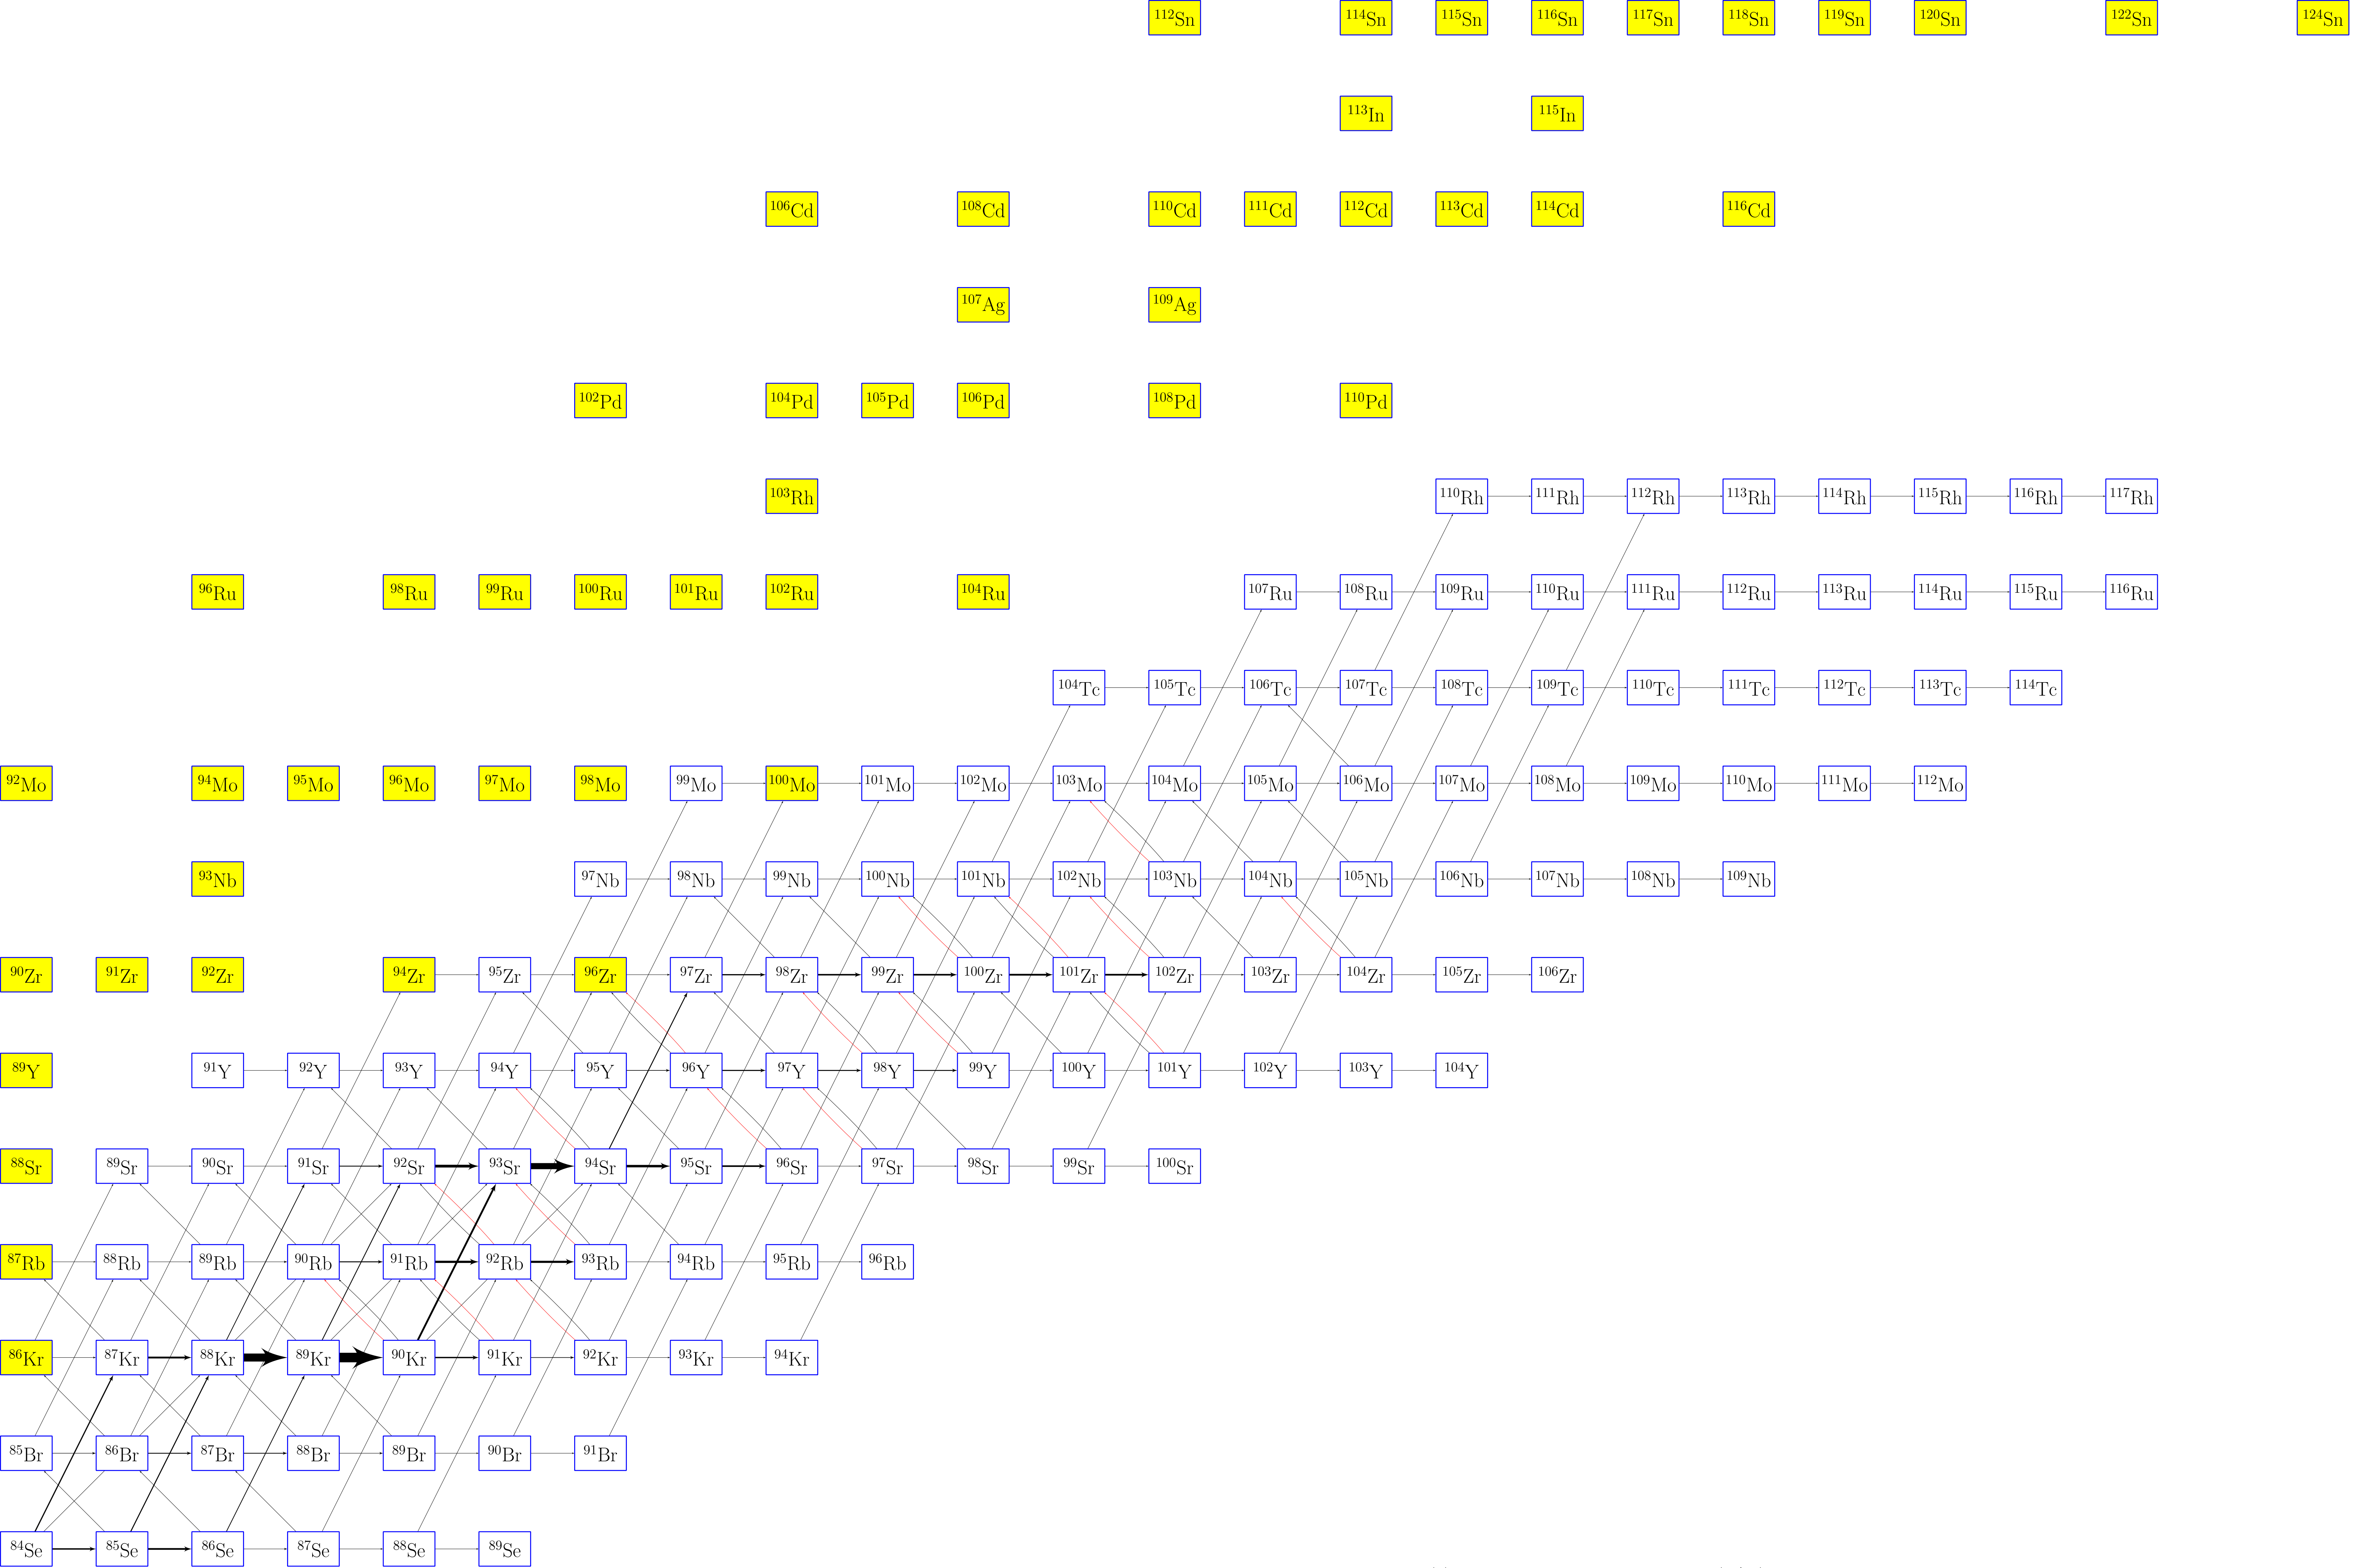 112Sn 114Sn 115Sn 116Sn 117Sn 118Sn 119Sn 120Sn 122Sn 124Sn
113In 115In
106Cd 108Cd 110Cd 111Cd 112Cd 113Cd 114Cd 116Cd
107Ag 109Ag
102Pd 104Pd 105Pd 106Pd 108Pd 110Pd
103Rh 110Rh 111Rh 112Rh 113Rh 114Rh 115Rh 116Rh 117Rh
96Ru 98Ru 99Ru 100Ru 101Ru 102Ru 104Ru 107Ru 108Ru 109Ru 110Ru 111Ru 112Ru 113Ru 114Ru 115Ru 116Ru
104Tc 105Tc 106Tc 107Tc 108Tc 109Tc 110Tc 111Tc 112Tc 113Tc 114Tc
92Mo 94Mo 95Mo 96Mo 97Mo 98Mo 99Mo 100Mo 101Mo 102Mo 103Mo 104Mo 105Mo 106Mo 107Mo 108Mo 109Mo 110Mo 111Mo 112Mo
93Nb 97Nb 98Nb 99Nb 100Nb 101Nb 102Nb 103Nb 104Nb 105Nb 106Nb 107Nb 108Nb 109Nb
90Zr 91Zr 92Zr 94Zr 95Zr 96Zr 97Zr 98Zr 99Zr 100Zr 101Zr 102Zr 103Zr 104Zr 105Zr 106Zr
89Y 91Y 92Y 93Y 94Y 95Y 96Y 97Y 98Y 99Y 100Y 101Y 102Y 103Y 104Y
88Sr 89Sr 90Sr 91Sr 92Sr 93Sr 94Sr 95Sr 96Sr 97Sr 98Sr 99Sr 100Sr
87Rb 88Rb 89Rb 90Rb 91Rb 92Rb 93Rb 94Rb 95Rb 96Rb
86Kr 87Kr 88Kr 89Kr 90Kr 91Kr 92Kr 93Kr 94Kr
85Br 86Br 87Br 88Br 89Br 90Br 91Br
84Se 85Se 86Se 87Se 88Se 89Se